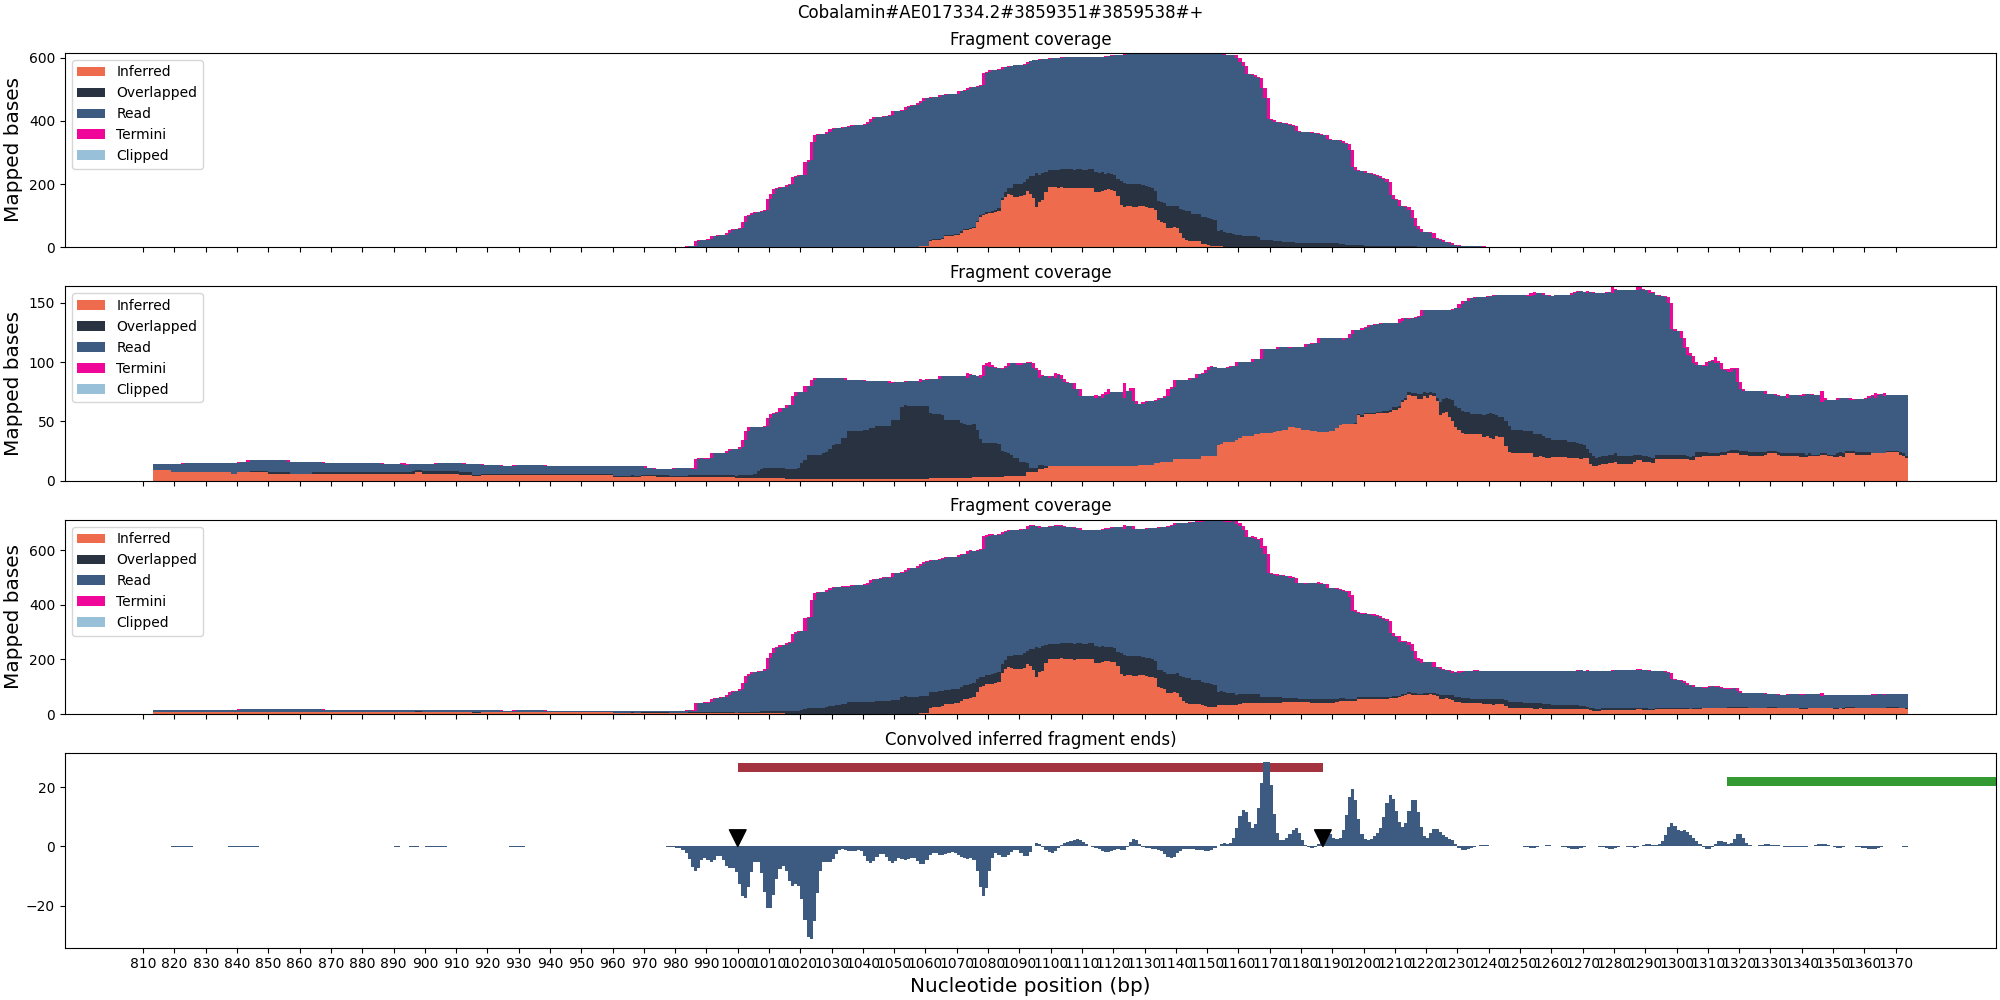 Cobalamin#AE017334.2#3859351#3859538#+
Fragment coverage
Mapped bases
600
400
200
0
Inferred
Overlapped
Read
Termini
Clipped
Fragment coverage
Mapped bases
150
100
50
0
Inferred
Overlapped
Read
Termini
Clipped
Fragment coverage
Mapped bases
600
400
200
0
Inferred
Overlapped
Read
Termini
Clipped
Convolved inferred fragment ends)
20
0
−20
810 820 830 840 850 860 870 880 890 900 910 920 930 940 950 960 970 980 990 1000 1010 1020 1030 1040 1050 1060 1070 1080 1090 1100 1110 1120 1130 1140 1150 1160 1170 1180 1190 1200 1210 1220 1230 1240 1250 1260 1270 1280 1290 1300 1310 1320 1330 1340 1350 1360 1370
Nucleotide position (bp)